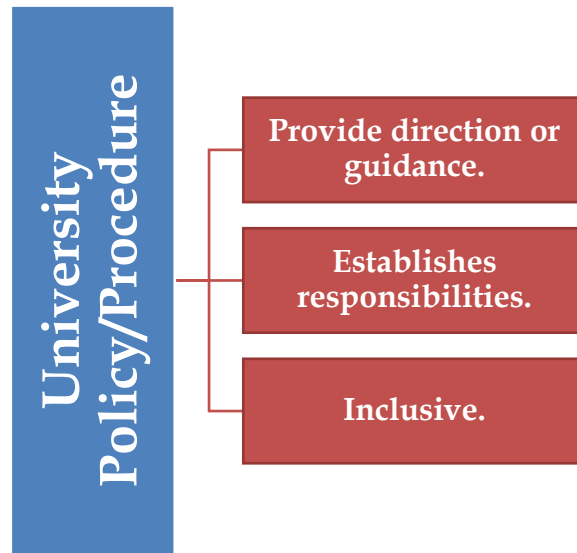 University
Policy/Procedure
Provide direction or
guidance.
Establishes
responsibilities.
Inclusive.